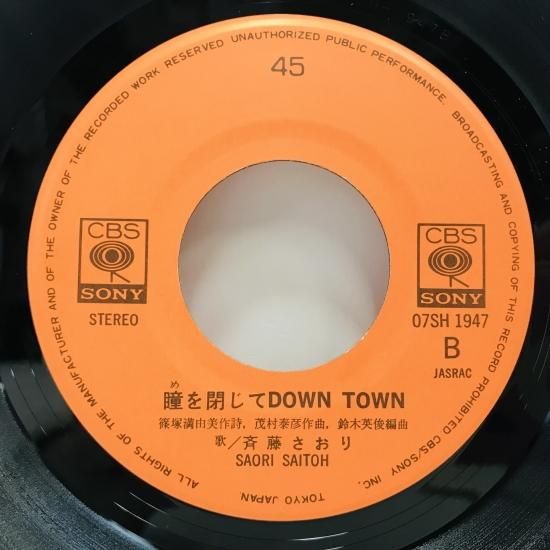 ALL RIGHTS OF THE MANUFACTURER AND OF THE OWNER OF THE RECORDED WORK RESERVED UNAUTHORIZED PUBLIC PERFORMANCE, BROADCASTING AND COPYING OF THIS RECORD PROHIBITED CBS/SONY INC.
TOKYO JAPAN
45
CBS
SONY
STEREO
CBS
SONY
07SH 1947
B
JASRAC
め
瞳を閉じてDOWN TOWN
篠塚満由美作詩, 茂村泰彦作曲, 鈴木英俊編曲
歌/斉藤さおり
SAORI SAITOH